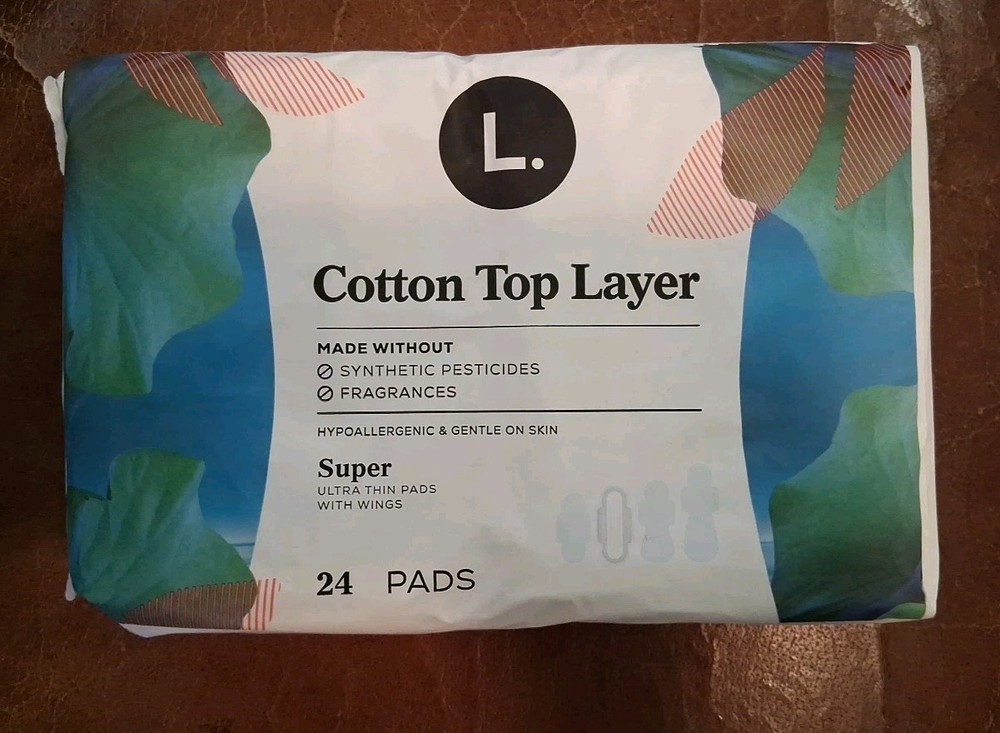 L.
Cotton Top Layer
MADE WITHOUT
SYNTHETIC PESTICIDES
FRAGRANCES
HYPOALLERGENIC & GENTLE ON SKIN
Super
ULTRA THIN PADS
WITH WINGS
24 PADS